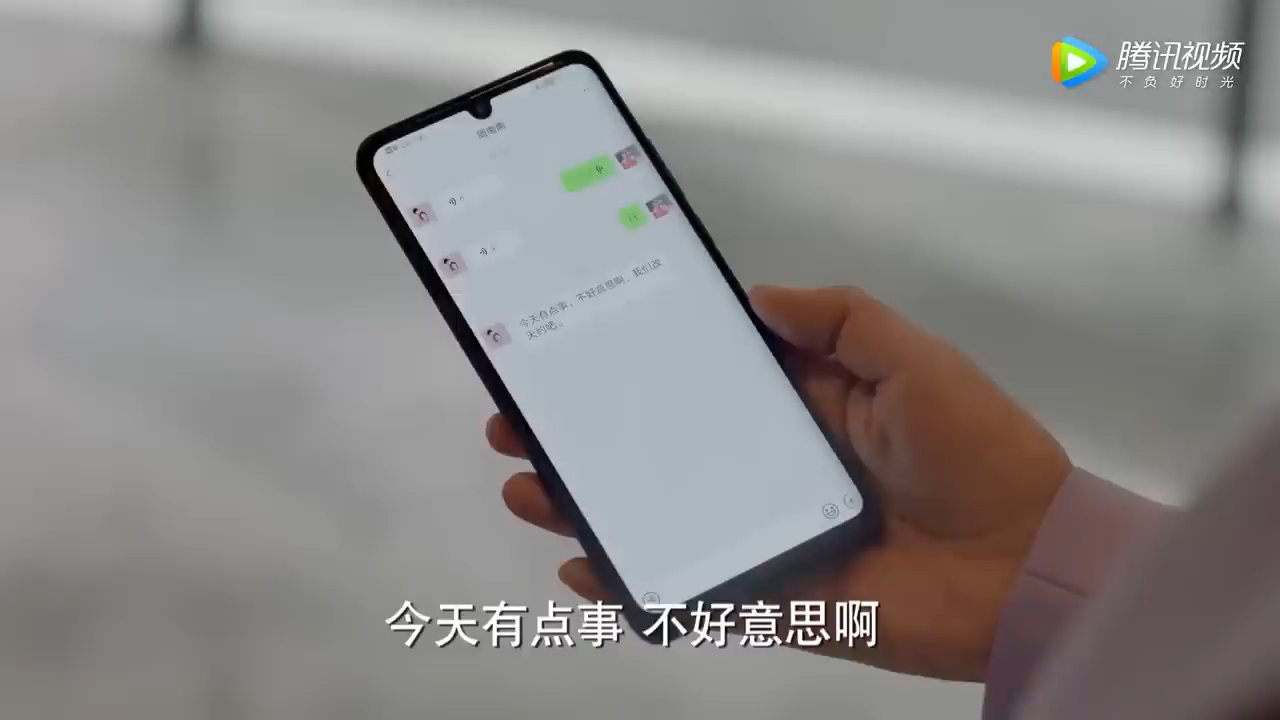 腾讯视频
不负好时光
今天有点事，不好意思啊，我们改
天约吧。
今天有点事 不好意思啊